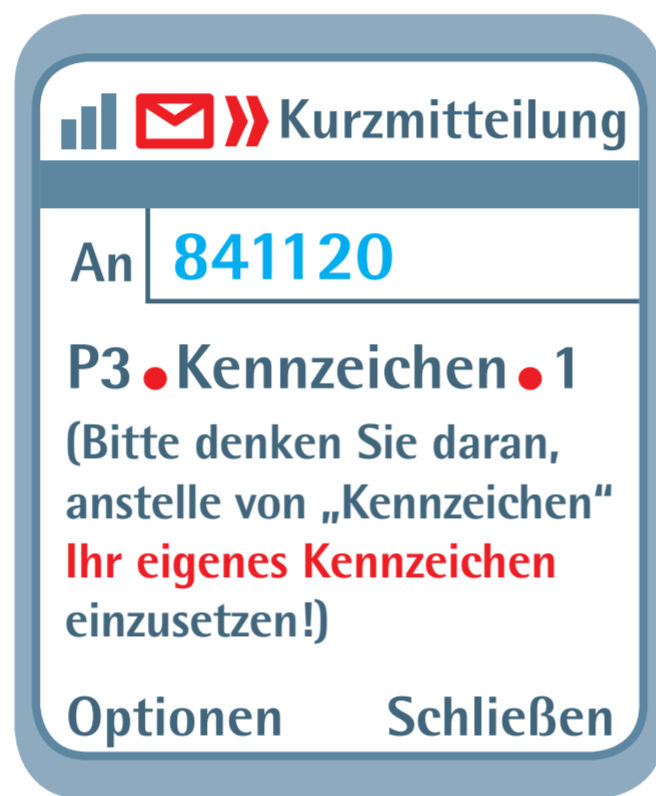 Kurzmitteilung
An 841120
P3.Kennzeichen.1
(Bitte denken Sie daran,
anstelle von „Kennzeichen“
Ihr eigenes Kennzeichen
einzusetzen!)
Optionen Schließen